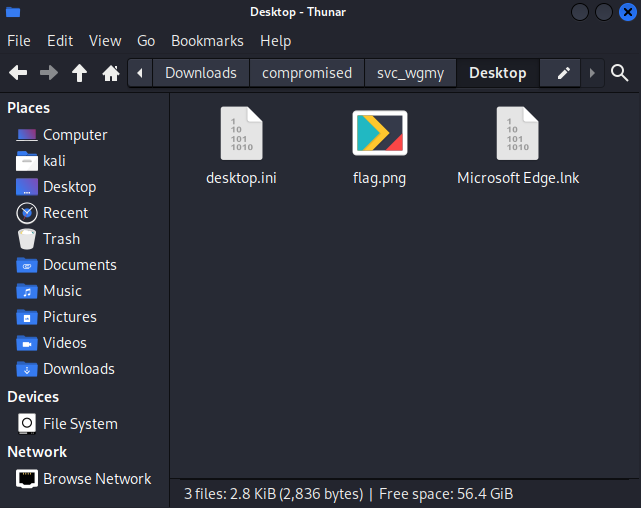 Desktop - Thunar
File Edit View Go Bookmarks Help
Downloads compromised svc_wgmy Desktop
Places
Computer
kali
Desktop
Recent
Trash
Documents
Music
Pictures
Videos
Downloads
Devices
File System
Network
Browse Network
1
10
101
1010
desktop.ini
flag.png
1
10
101
1010
Microsoft Edge.lnk
3 files: 2.8 KiB (2,836 bytes) | Free space: 56.4 GiB